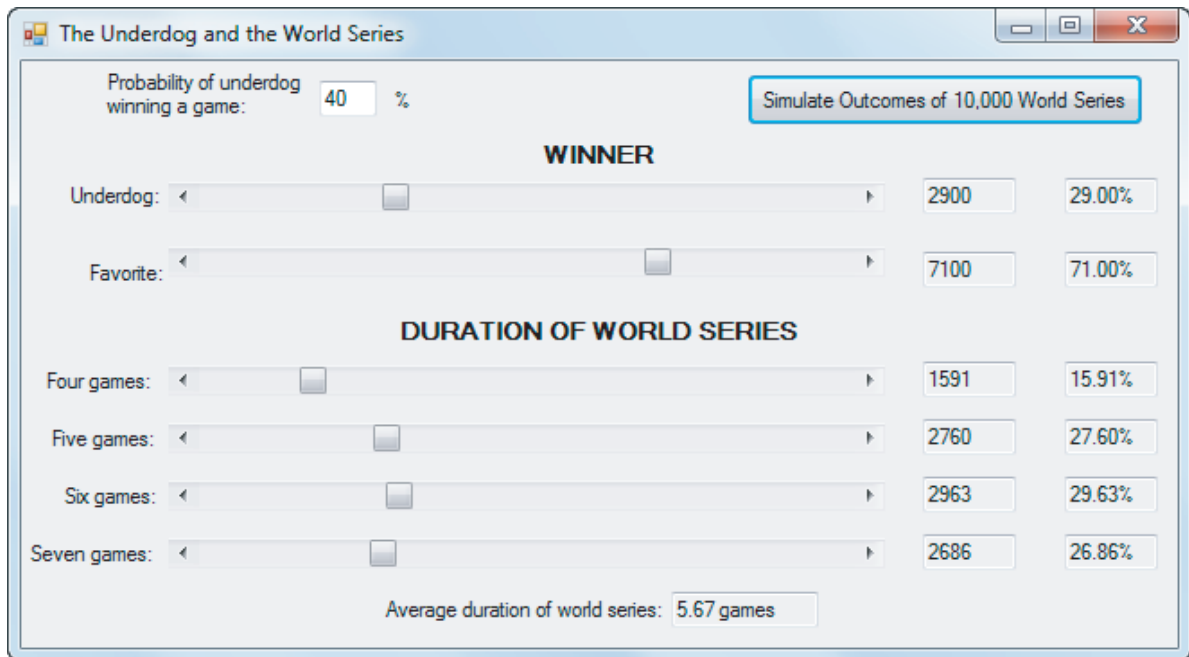 The Underdog and the World Series
Probability of underdog
winning a game: 40 %
Simulate Outcomes of 10,000 World Series
WINNER
Underdog: 2900 29.00%
Favorite: 7100 71.00%
DURATION OF WORLD SERIES
Four games: 1591 15.91%
Five games: 2760 27.60%
Six games: 2963 29.63%
Seven games: 2686 26.86%
Average duration of world series: 5.67 games